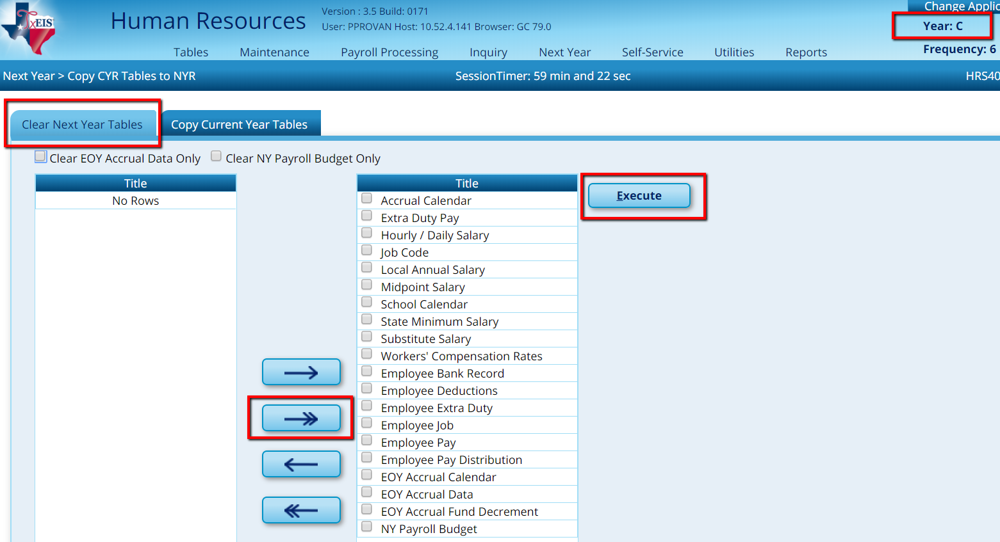 TxEIS
Human Resources
Version : 3.5 Build: 0171
User: PPROVAN Host: 10.52.4.141 Browser: GC 79.0
Change Applic
Year: C
Frequency: 6
Tables Maintenance Payroll Processing Inquiry Next Year Self-Service Utilities Reports
Next Year > Copy CYR Tables to NYR SessionTimer: 59 min and 22 sec HRS40
Clear Next Year Tables Copy Current Year Tables
Clear EOY Accrual Data Only Clear NY Payroll Budget Only
Title
No Rows
Title
Accrual Calendar
Extra Duty Pay
Hourly / Daily Salary
Job Code
Local Annual Salary
Midpoint Salary
School Calendar
State Minimum Salary
Substitute Salary
Workers' Compensation Rates
Employee Bank Record
Employee Deductions
Employee Extra Duty
Employee Job
Employee Pay
Employee Pay Distribution
EOY Accrual Calendar
EOY Accrual Data
EOY Accrual Fund Decrement
NY Payroll Budget
Execute